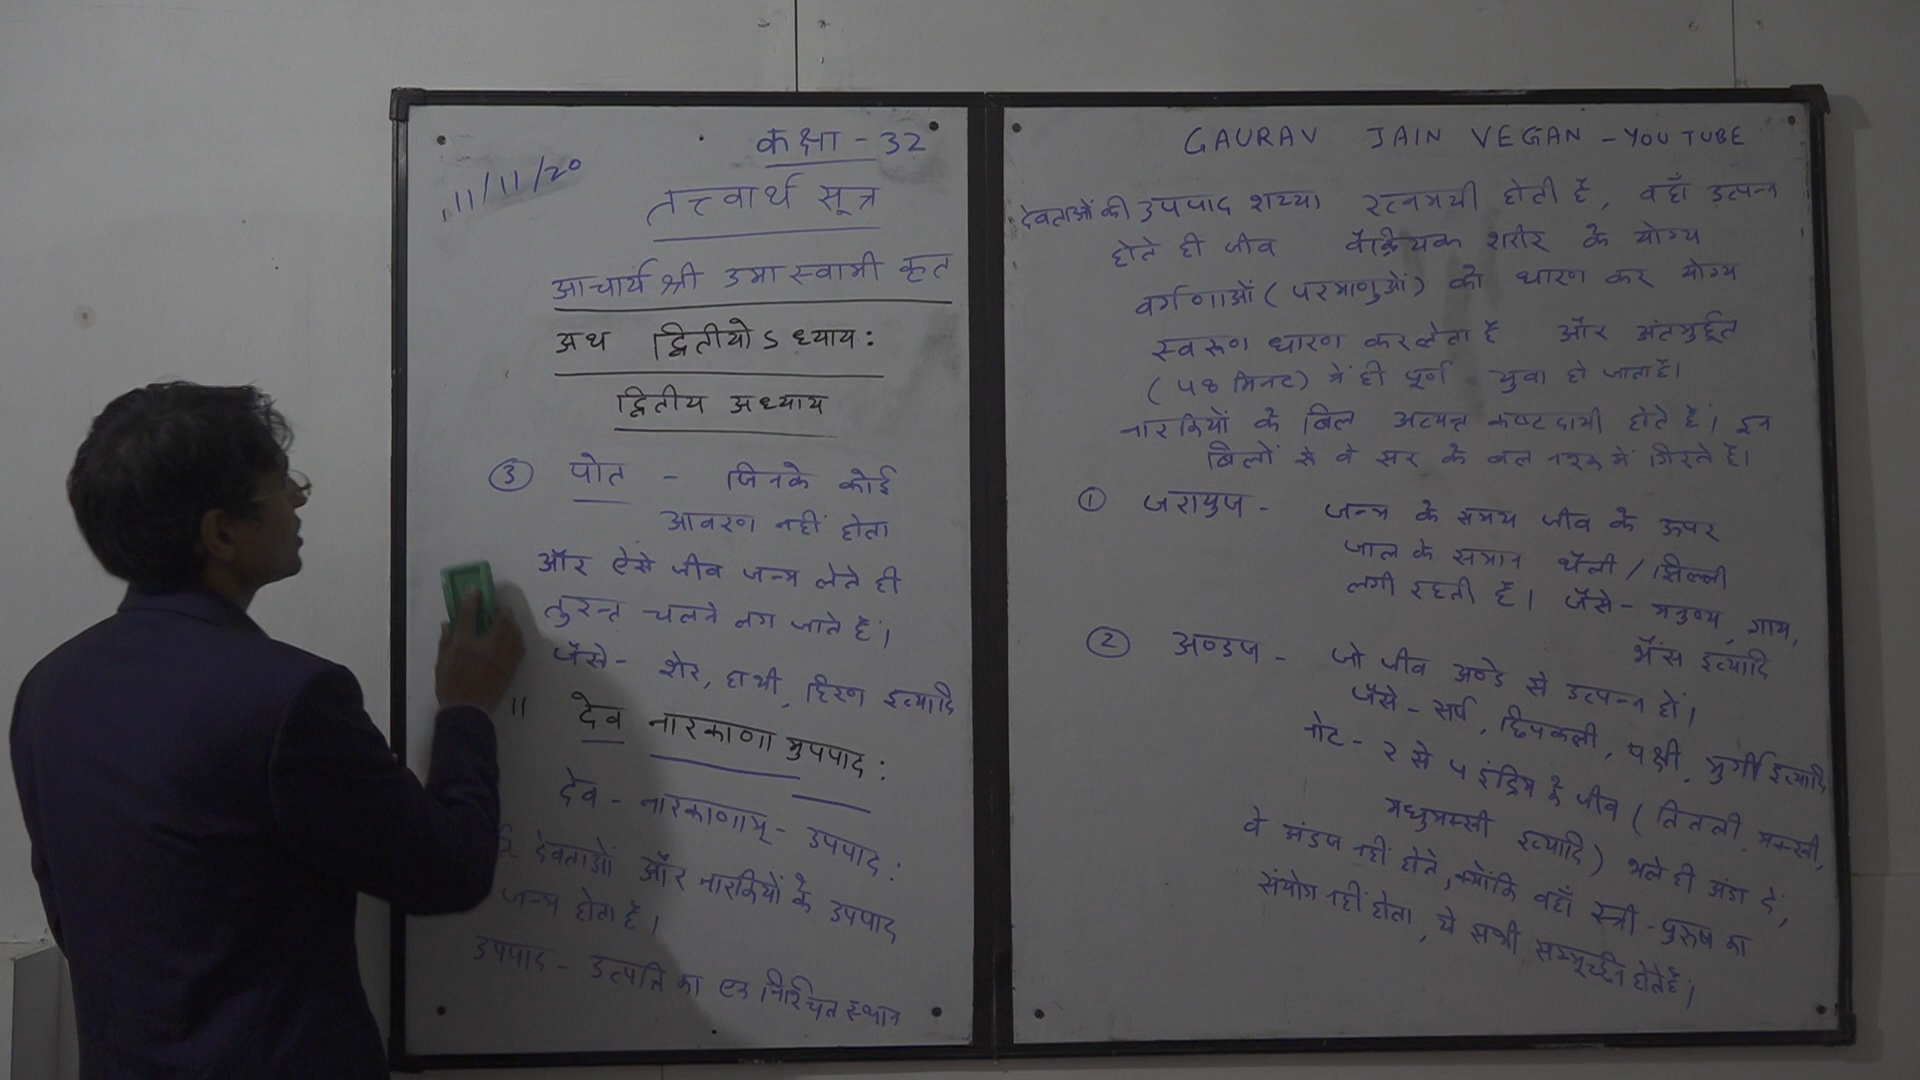 कक्षा - 32
11/11/20
तत्त्वार्थ सूत्र
आचार्य श्री उमास्वामी कृत
अथ द्वितीयोऽध्याय:
द्वितीय अध्याय
③ पोत - जिनके कोई
आवरण नहीं होता
और ऐसे जीव जन्म लेते ही
तुरन्त चलने लग जाते हैं।
जैसे - शेर, हाथी, हिरण इत्यादि
॥ देव नारकाणा मुपपाद:
देव - नारकाणाम् - उपपाद:
देवताओं और नारकियों के उपपाद
जन्म होता है।
उपपाद - उत्पत्ति का एक निश्चित स्थान
GAURAV JAIN VEGAN - YOU TUBE
देवताओं की उपपाद शय्या रत्नमयी होती है, वहाँ उत्पन्न
होते ही जीव वैक्रियक शरीर के योग्य
वर्गणाओं (परमाणुओं) को धारण कर योग्य
स्वरूप धारण कर लेता है और अंतमुर्हूत
(५८ मिनट) में ही पूर्ण युवा हो जाता है।
नारकियों के बिल अत्यन्त कष्टदायी होते हैं। इन
बिलों से वे सर के बल नरक में गिरते हैं।
① जरायुज - जन्म के समय जीव के ऊपर
जाल के समान थैली / झिल्ली
लगी रहती है। जैसे - मनुष्य, गाय,
भैंस इत्यादि
② अण्डज - जो जीव अण्डे से उत्पन्न हों।
जैसे - सर्प, छिपकली, पक्षी, मुर्गी इत्यादि
नोट - २ से ५ इंद्रिय के जीव (तितली, मक्खी,
मधुमक्खी इत्यादि) भले ही अंडा दें,
वे अंडज नहीं होते, क्योंकि वहाँ स्त्री - पुरुष का
संयोग नहीं होता, ये सभी सम्मूर्च्छन होते हैं।